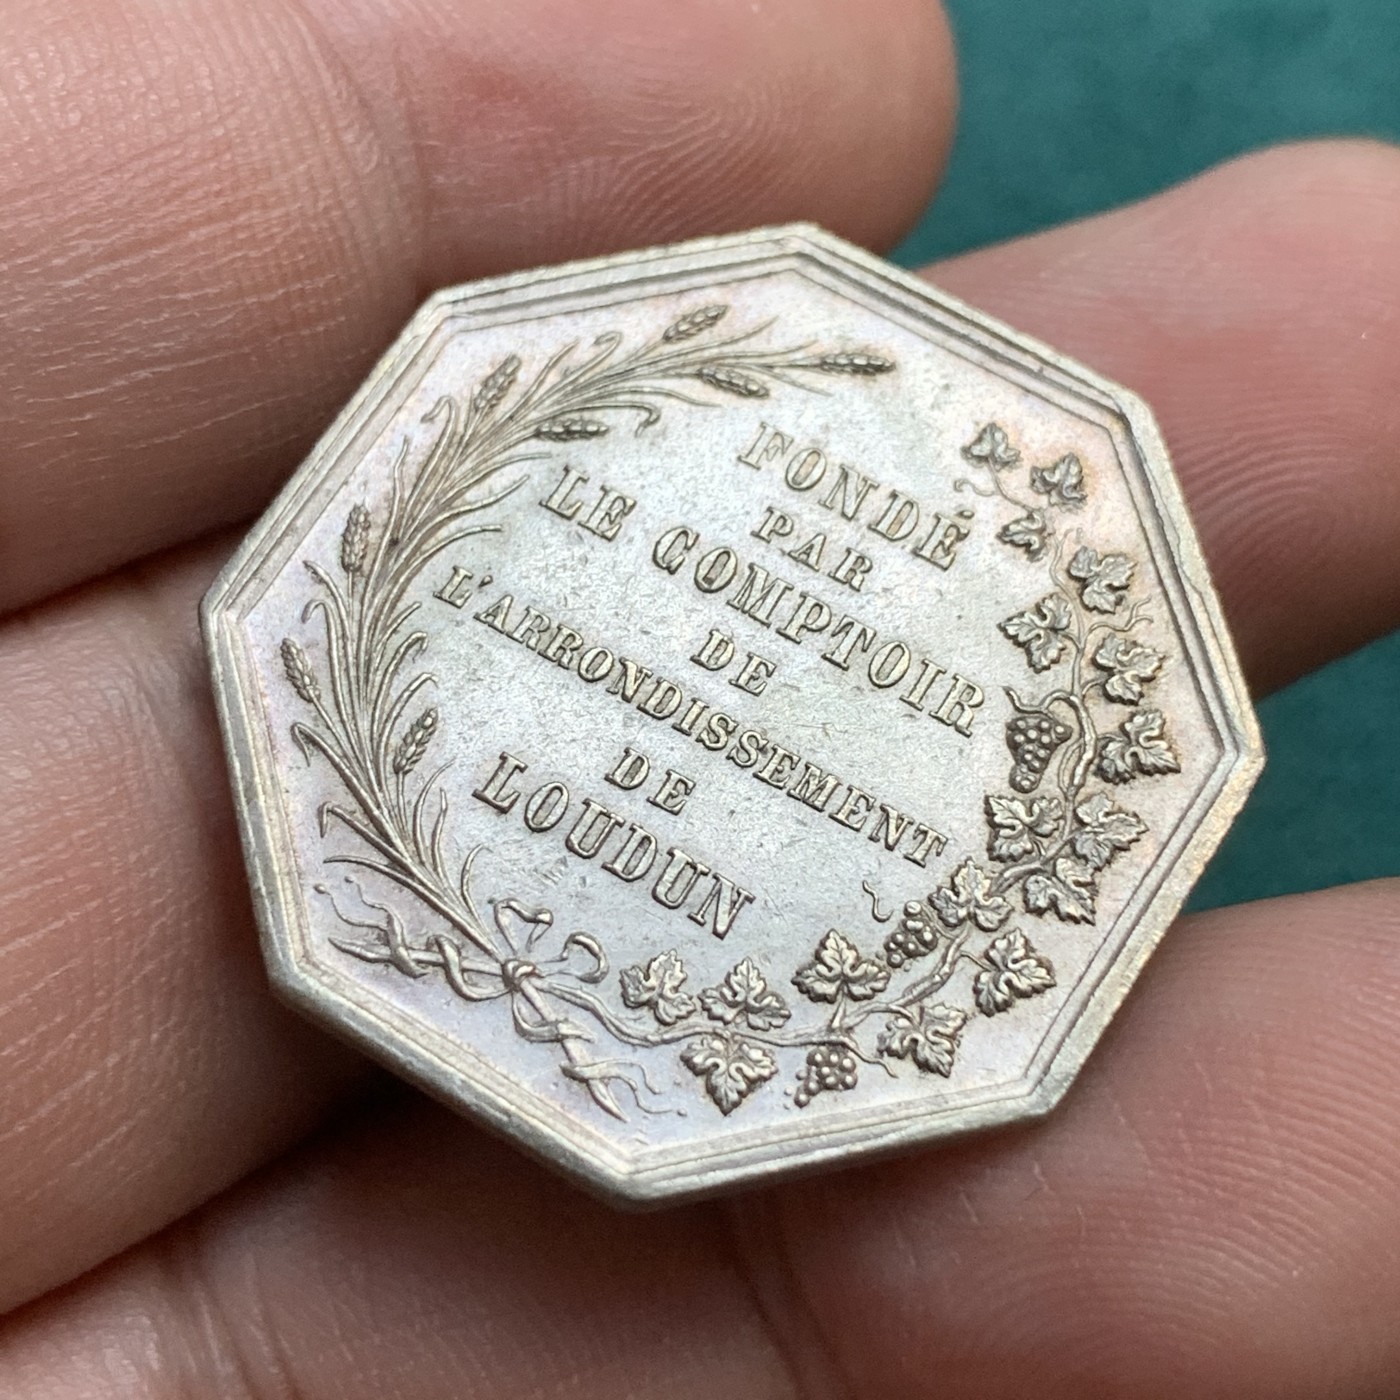 FONDÉ
PAR
LE COMPTOIR
DE
L'ARRONDISSEMENT
DE
LOUDUN